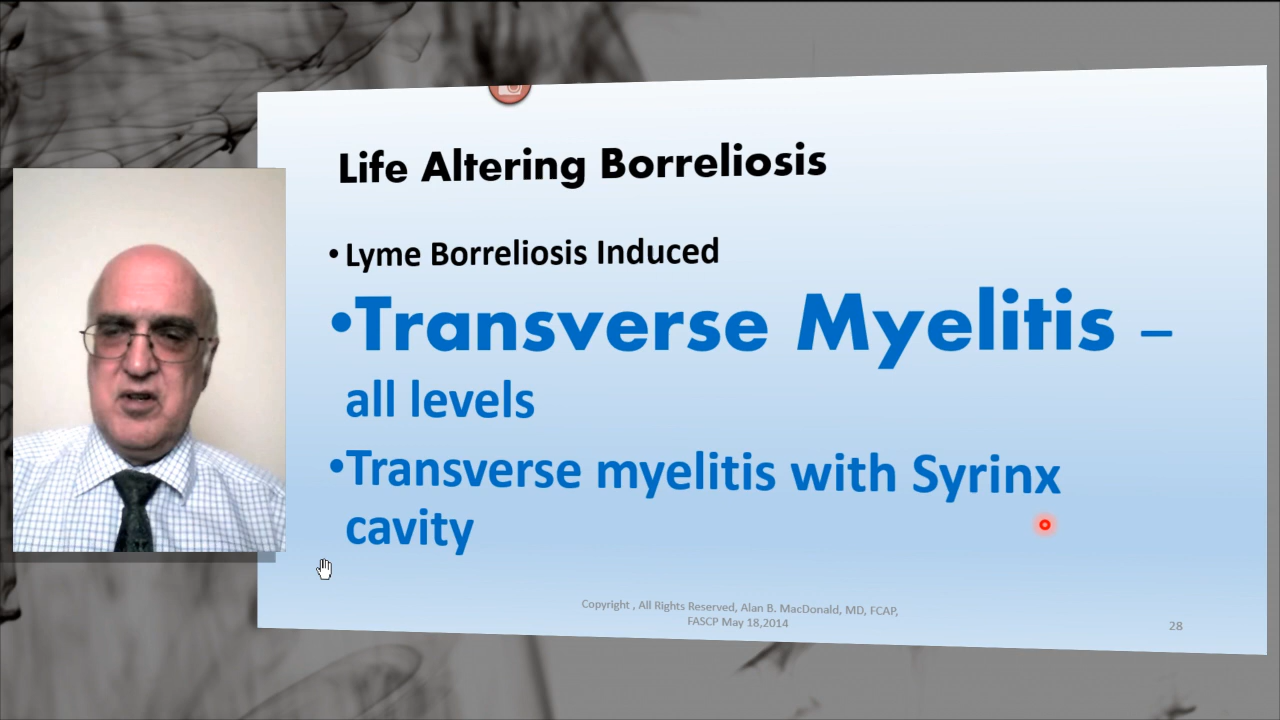 Life Altering Borreliosis
• Lyme Borreliosis Induced
•Transverse Myelitis –
all levels
•Transverse myelitis with Syrinx
cavity
Copyright , All Rights Reserved, Alan B. MacDonald, MD, FCAP,
FASCP May 18,2014
28